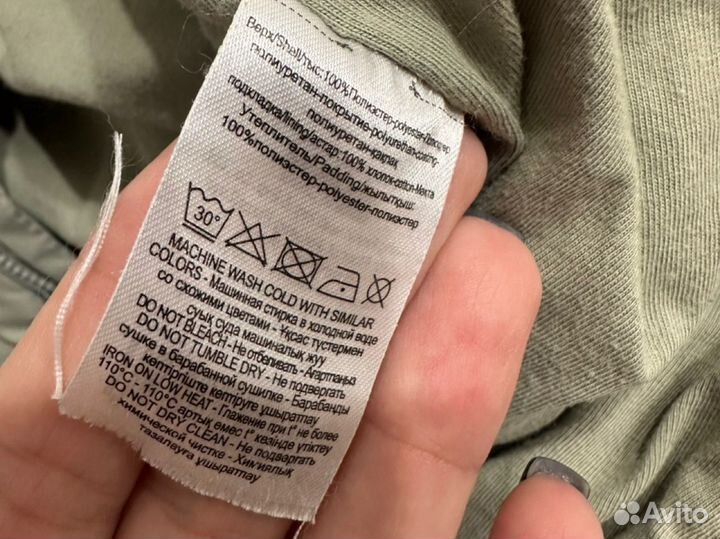 Верх/Shell/Тыс: 100% Полиэстер-polyester-Полиэстер
полиуретан-покрытие-polyurethane-coating-
полиуретан-қаптақ
подкладка/lining/астар: 100% хлопок-cotton-Мақта
Утеплитель/Padding/жылытқыш:
100%полиэстер-polyester-полиэстер
30°
MACHINE WASH COLD WITH SIMILAR
COLORS - Машинная стирка в холодной воде
со схожими цветами - Ұқсас түстермен
суық суда машиналық жуу
DO NOT BLEACH - Не отбеливать - Ағартпаңыз
DO NOT TUMBLE DRY - Не подвергать
сушке в барабанной сушилке - Барабанды
кептіргіште кептіруге ұшыратпау
IRON ON LOW HEAT - Глажение при t° не более
110°C - 110°C артық емес t° кезінде үтіктеу
DO NOT DRY CLEAN - Не подвергать
химической чистке - Химиялық
тазалеуға ұшыратпау
Avito